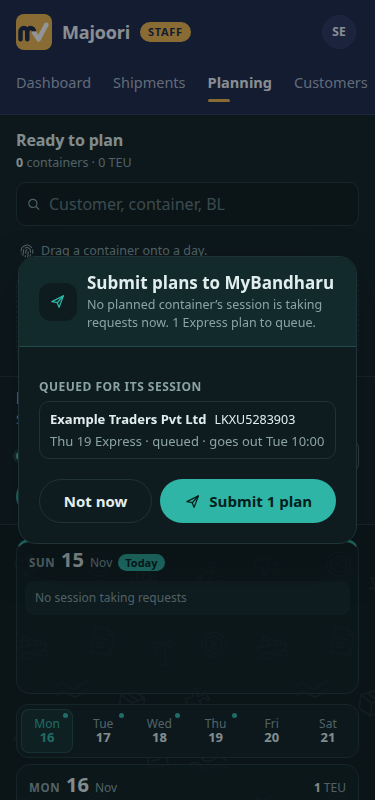 Majoori STAFF SE
Dashboard Shipments Planning Customers
Ready to plan
0 containers · 0 TEU
Customer, container, BL
Drag a container onto a day.
Submit plans to MyBandharu
No planned container's session is taking
requests now. 1 Express plan to queue.
QUEUED FOR ITS SESSION
Example Traders Pvt Ltd LKXU5283903
Thu 19 Express · queued · goes out Tue 10:00
Not now Submit 1 plan
SUN 15 Nov Today
No session taking requests
Mon Tue Wed Thu Fri Sat
16 17 18 19 20 21
MON 16 Nov 1 TEU